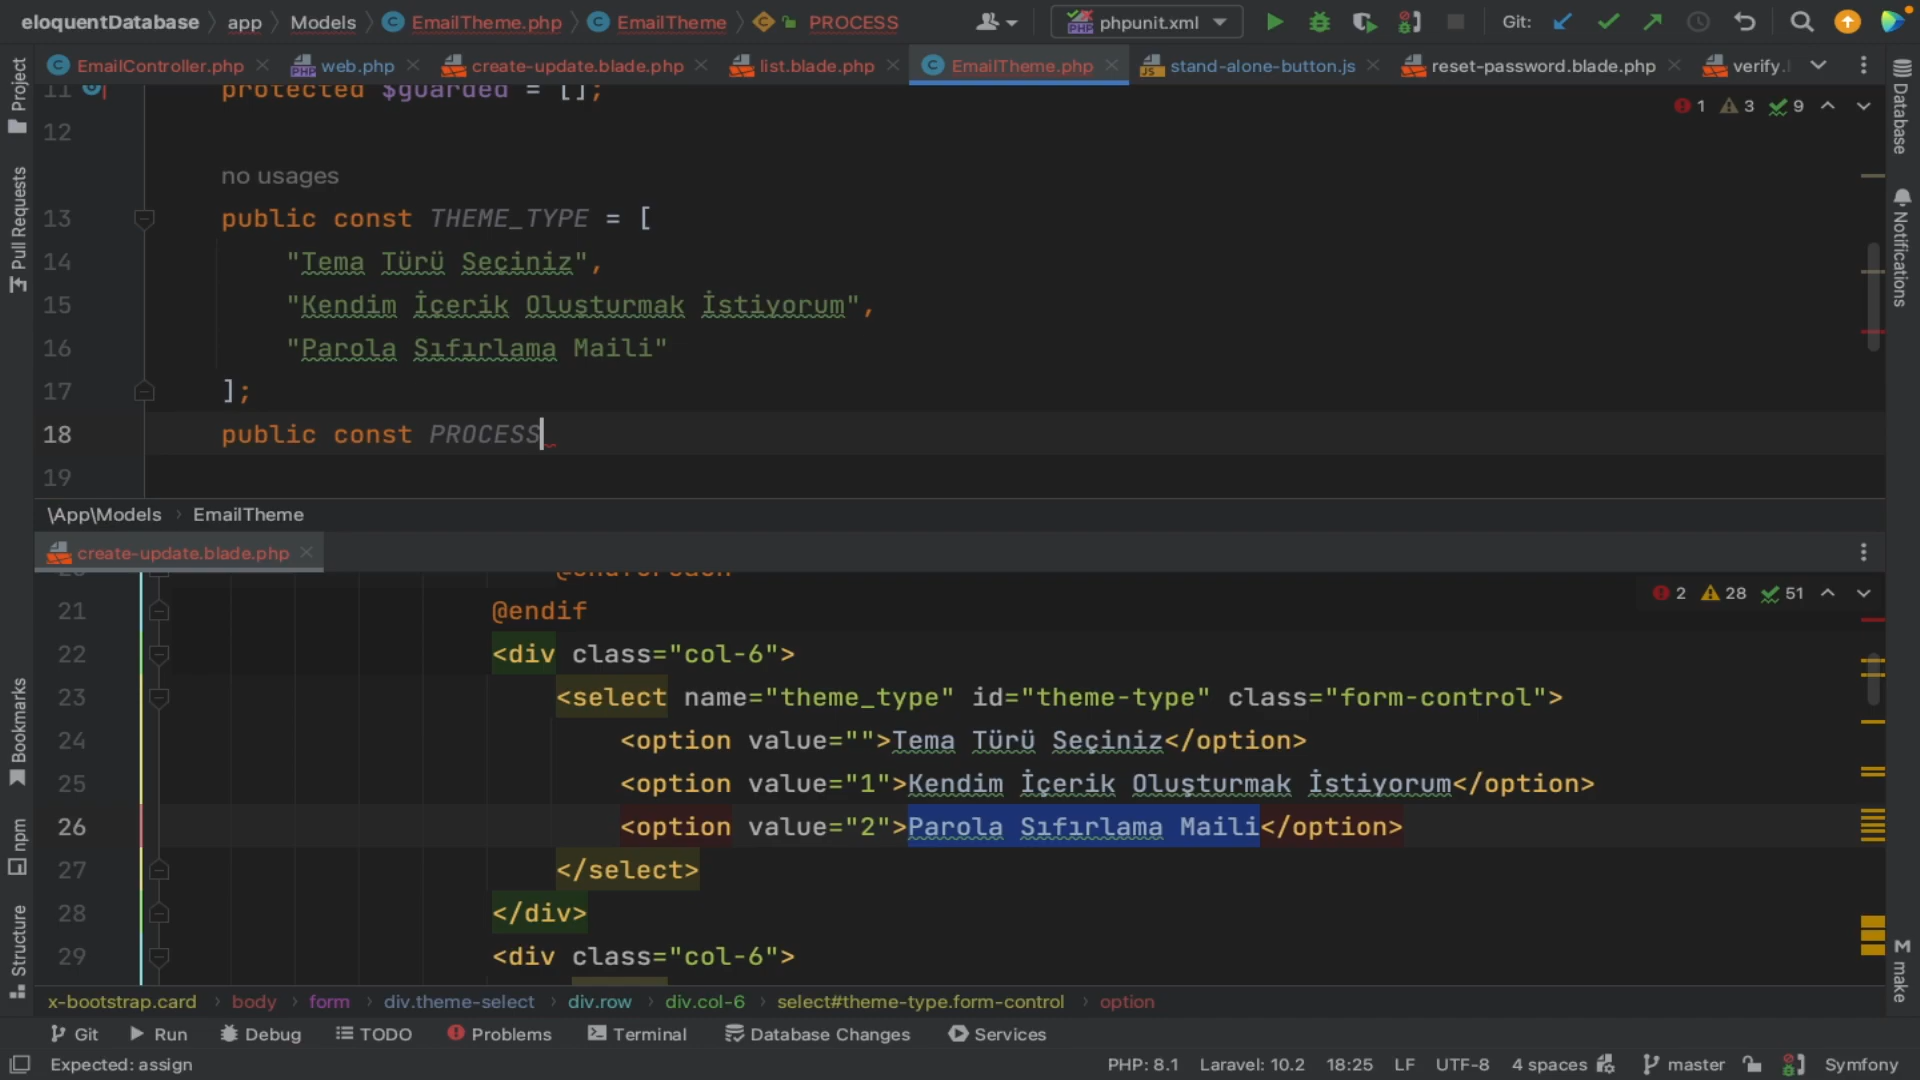 eloquentDatabase app Models EmailTheme.php EmailTheme PROCESS phpunit.xml Git:
EmailController.php web.php create-update.blade.php list.blade.php EmailTheme.php stand-alone-button.js reset-password.blade.php verify.
11 protected $guarded = [];
1 3 9
12
no usages
13 public const THEME_TYPE = [
14 "Tema Türü Seçiniz",
15 "Kendim İçerik Oluşturmak İstiyorum",
16 "Parola Sıfırlama Maili"
17 ];
18 public const PROCESS
19
\App\Models EmailTheme
create-update.blade.php
2 28 51
21 @endif
22 <div class="col-6">
23 <select name="theme_type" id="theme-type" class="form-control">
24 <option value="">Tema Türü Seçiniz</option>
25 <option value="1">Kendim İçerik Oluşturmak İstiyorum</option>
26 <option value="2">Parola Sıfırlama Maili</option>
27 </select>
28 </div>
29 <div class="col-6">
x-bootstrap.card body form div.theme-select div.row div.col-6 select#theme-type.form-control option
Git Run Debug TODO Problems Terminal Database Changes Services
Expected: assign PHP: 8.1 Laravel: 10.2 18:25 LF UTF-8 4 spaces master Symfony
Project
Pull Requests
Bookmarks
npm
Structure
Database
Notifications
make